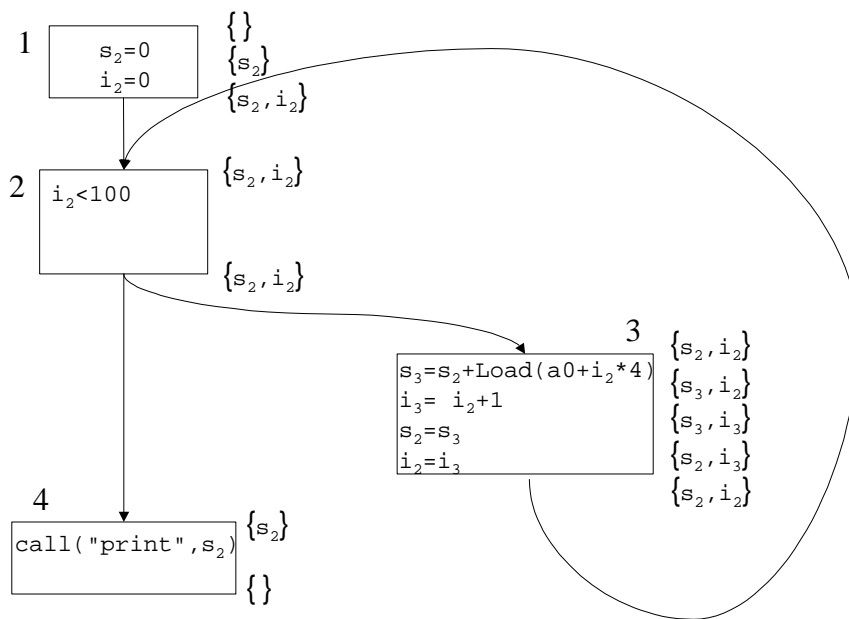 1
s₂=0
i₂=0
{}
{s₂}
{s₂,i₂}
2
i₂<100
{s₂,i₂}
{s₂,i₂}
3
s₃=s₂+Load(a0+i₂*4)
i₃= i₂+1
s₂=s₃
i₂=i₃
{s₂,i₂}
{s₃,i₂}
{s₃,i₃}
{s₂,i₃}
{s₂,i₂}
4
call("print",s₂)
{s₂}
{}